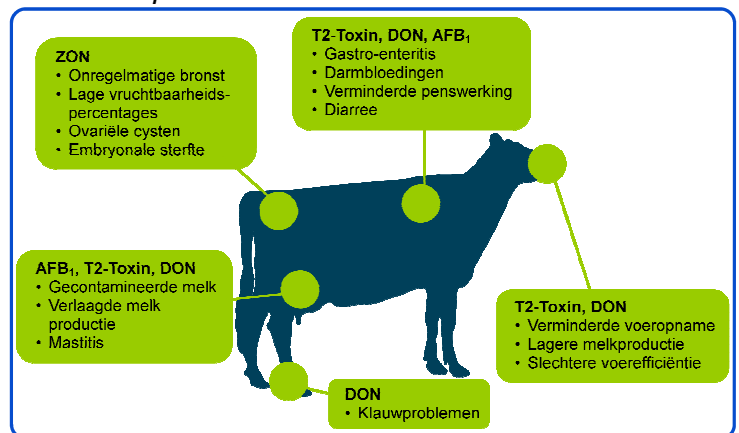 ZON
• Onregelmatige bronst
• Lage vruchtbaarheids-
percentages
• Ovariële cysten
• Embryonale sterfte
T2-Toxin, DON, AFB₁
• Gastro-enteritis
• Darmbloedingen
• Verminderde penswerking
• Diarree
AFB₁, T2-Toxin, DON
• Gecontamineerde melk
• Verlaagde melk
productie
• Mastitis
T2-Toxin, DON
• Verminderde voeropname
• Lagere melkproductie
• Slechtere voerefficiëntie
DON
• Klauwproblemen